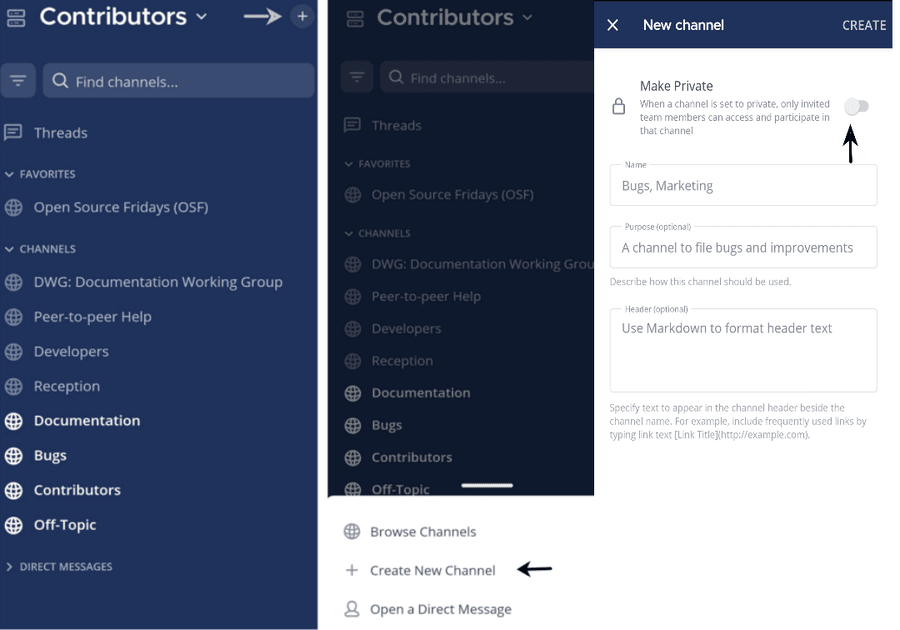 Contributors
Find channels...
Threads
FAVORITES
Open Source Fridays (OSF)
CHANNELS
DWG: Documentation Working Group
Peer-to-peer Help
Developers
Reception
Documentation
Bugs
Contributors
Off-Topic
DIRECT MESSAGES
Contributors
Find channels...
Threads
FAVORITES
Open Source Fridays (OSF)
CHANNELS
DWG: Documentation Working Grou
Peer-to-peer Help
Developers
Reception
Documentation
Bugs
Contributors
Off-Topic
Browse Channels
Create New Channel
Open a Direct Message
New channel
CREATE
Make Private
When a channel is set to private, only invited
team members can access and participate in
that channel
Name
Bugs, Marketing
Purpose (optional)
A channel to file bugs and improvements
Describe how this channel should be used.
Header (optional)
Use Markdown to format header text
Specify text to appear in the channel header beside the
channel name. For example, include frequently used links by
typing link text [Link Title](http://example.com).